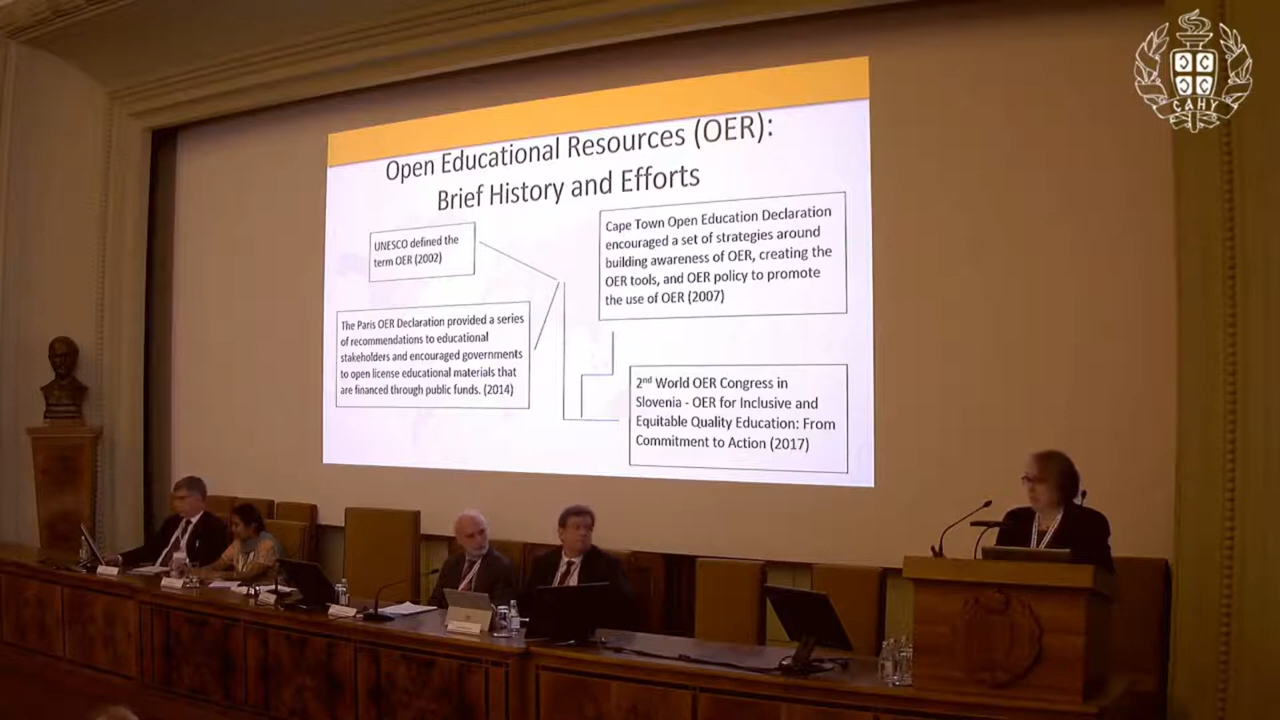 Open Educational Resources (OER):
Brief History and Efforts
UNESCO defined the
term OER (2002)
Cape Town Open Education Declaration
encouraged a set of strategies around
building awareness of OER, creating the
OER tools, and OER policy to promote
the use of OER (2007)
The Paris OER Declaration provided a series
of recommendations to educational
stakeholders and encouraged governments
to open license educational materials that
are financed through public funds. (2014)
2nd World OER Congress in
Slovenia - OER for Inclusive and
Equitable Quality Education: From
Commitment to Action (2017)
САНУ